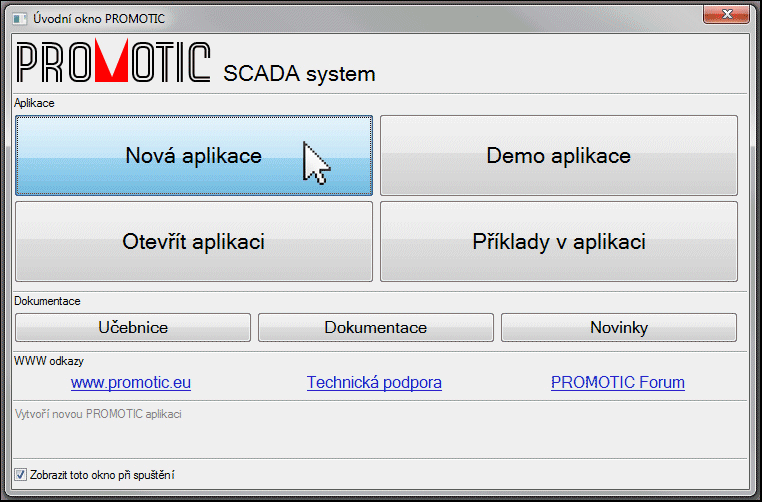 Úvodní okno PROMOTIC
PROMOTIC SCADA system
Aplikace
Nová aplikace
Demo aplikace
Otevřít aplikaci
Příklady v aplikaci
Dokumentace
Učebnice
Dokumentace
Novinky
WWW odkazy
www.promotic.eu
Technická podpora
PROMOTIC Forum
Vytvoří novou PROMOTIC aplikaci
Zobrazit toto okno při spuštění